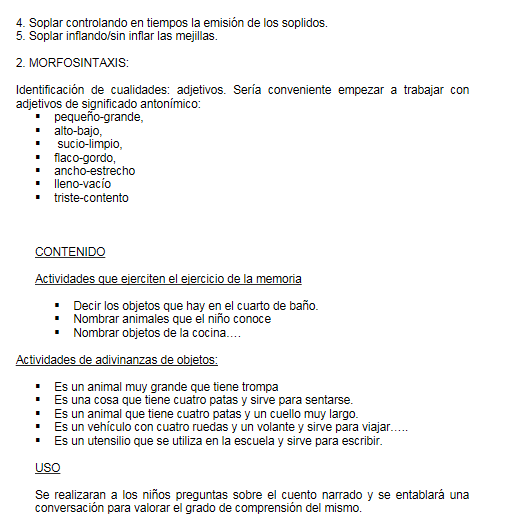 4. Soplar controlando en tiempos la emisión de los soplidos.
5. Soplar inflando/sin inflar las mejillas.
2. MORFOSINTAXIS:
Identificación de cualidades: adjetivos. Sería conveniente empezar a trabajar con
adjetivos de significado antonímico:
▪ pequeño-grande,
▪ alto-bajo,
▪ sucio-limpio,
▪ flaco-gordo,
▪ ancho-estrecho
▪ lleno-vacío
▪ triste-contento
CONTENIDO
Actividades que ejerciten el ejercicio de la memoria
▪ Decir los objetos que hay en el cuarto de baño.
▪ Nombrar animales que el niño conoce
▪ Nombrar objetos de la cocina….
Actividades de adivinanzas de objetos:
▪ Es un animal muy grande que tiene trompa
▪ Es una cosa que tiene cuatro patas y sirve para sentarse.
▪ Es un animal que tiene cuatro patas y un cuello muy largo.
▪ Es un vehículo con cuatro ruedas y un volante y sirve para viajar…..
▪ Es un utensilio que se utiliza en la escuela y sirve para escribir.
USO
Se realizaran a los niños preguntas sobre el cuento narrado y se entablará una
conversación para valorar el grado de comprensión del mismo.